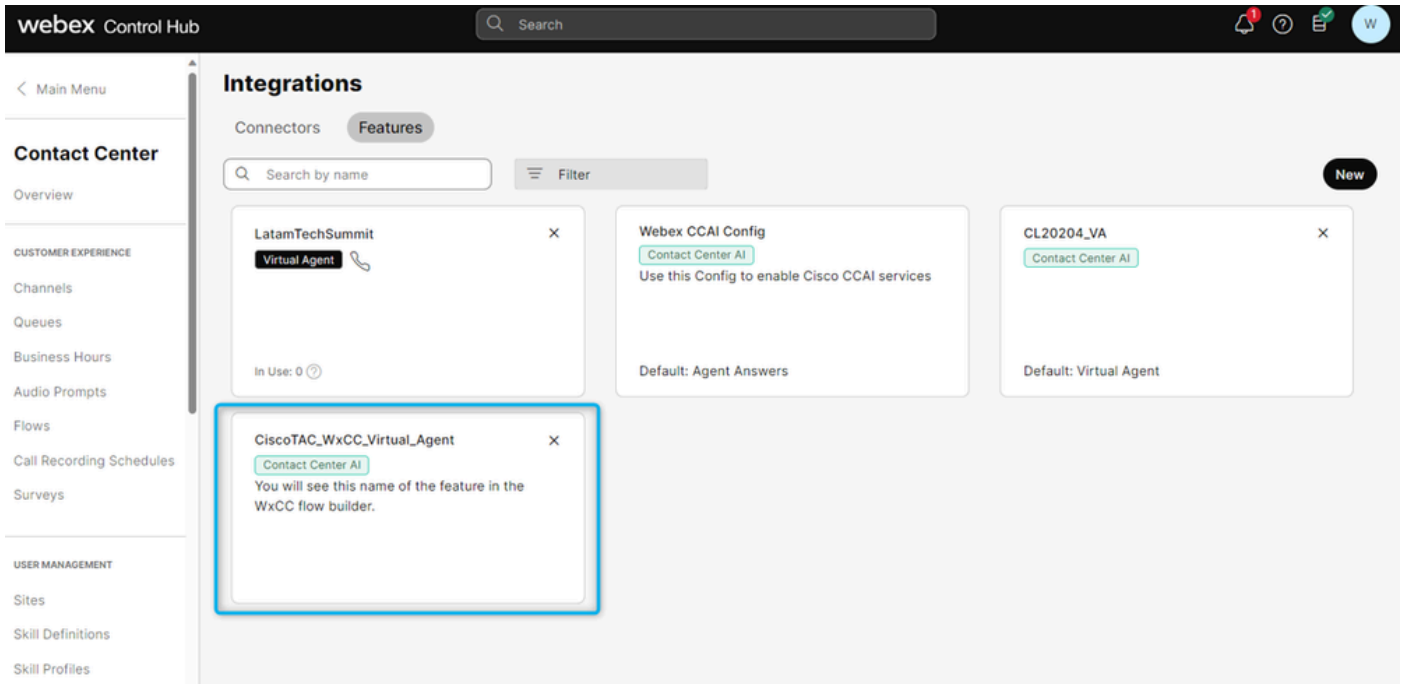 webex Control Hub
Search
1
W
Main Menu
Contact Center
Overview
CUSTOMER EXPERIENCE
Channels
Queues
Business Hours
Audio Prompts
Flows
Call Recording Schedules
Surveys
USER MANAGEMENT
Sites
Skill Definitions
Skill Profiles
Integrations
Connectors
Features
Search by name
Filter
New
LatamTechSummit
Virtual Agent
In Use: 0
Webex CCAI Config
Contact Center AI
Use this Config to enable Cisco CCAI services
Default: Agent Answers
CL20204_VA
Contact Center AI
Default: Virtual Agent
CiscoTAC_WxCC_Virtual_Agent
Contact Center AI
You will see this name of the feature in the
WxCC flow builder.